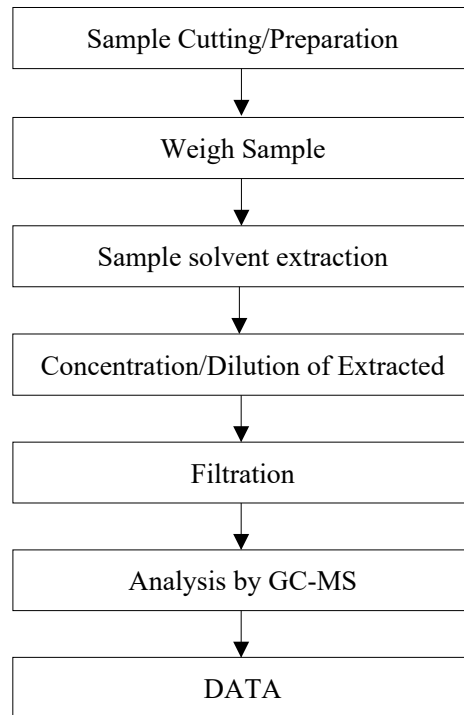 Sample Cutting/Preparation
Weigh Sample
Sample solvent extraction
Concentration/Dilution of Extracted
Filtration
Analysis by GC-MS
DATA